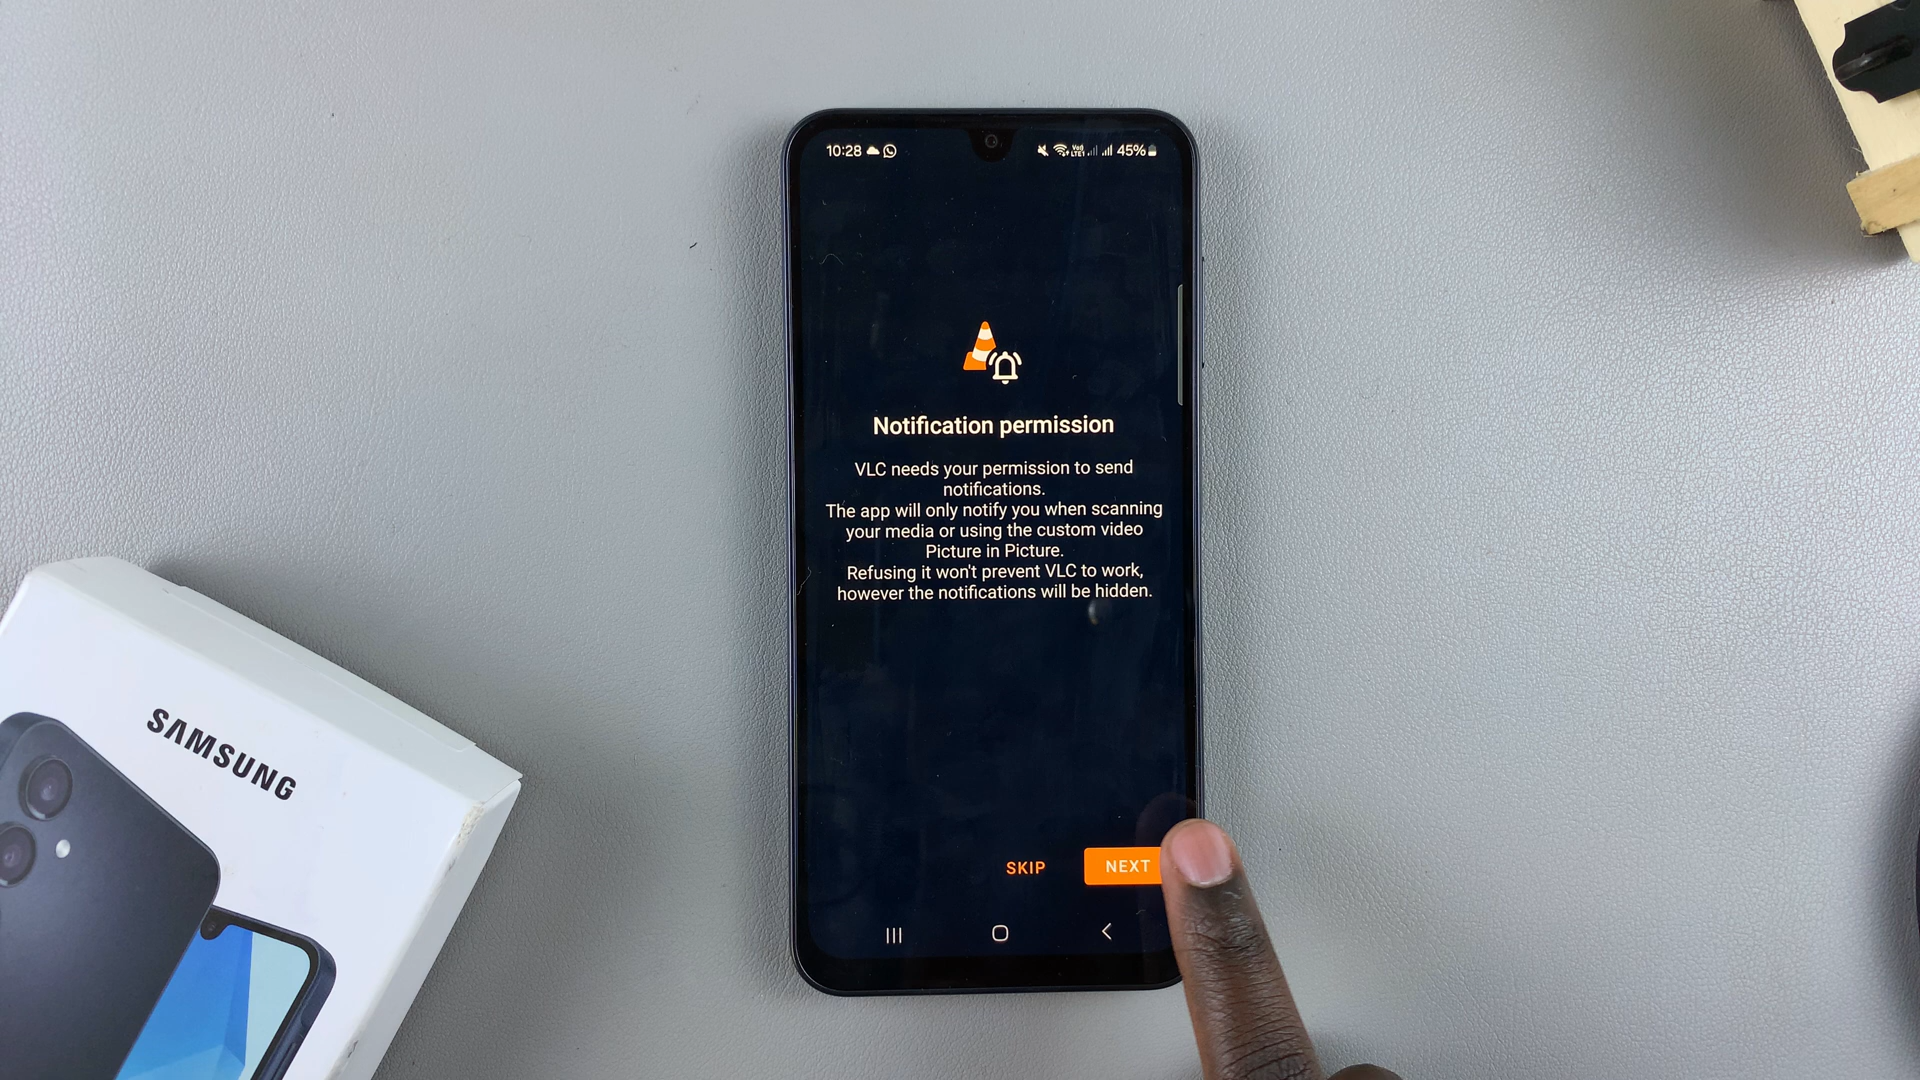 10:28
45%
Notification permission
VLC needs your permission to send
notifications.
The app will only notify you when scanning
your media or using the custom video
Picture in Picture.
Refusing it won't prevent VLC to work,
however the notifications will be hidden.
SKIP
NEXT
SAMSUNG